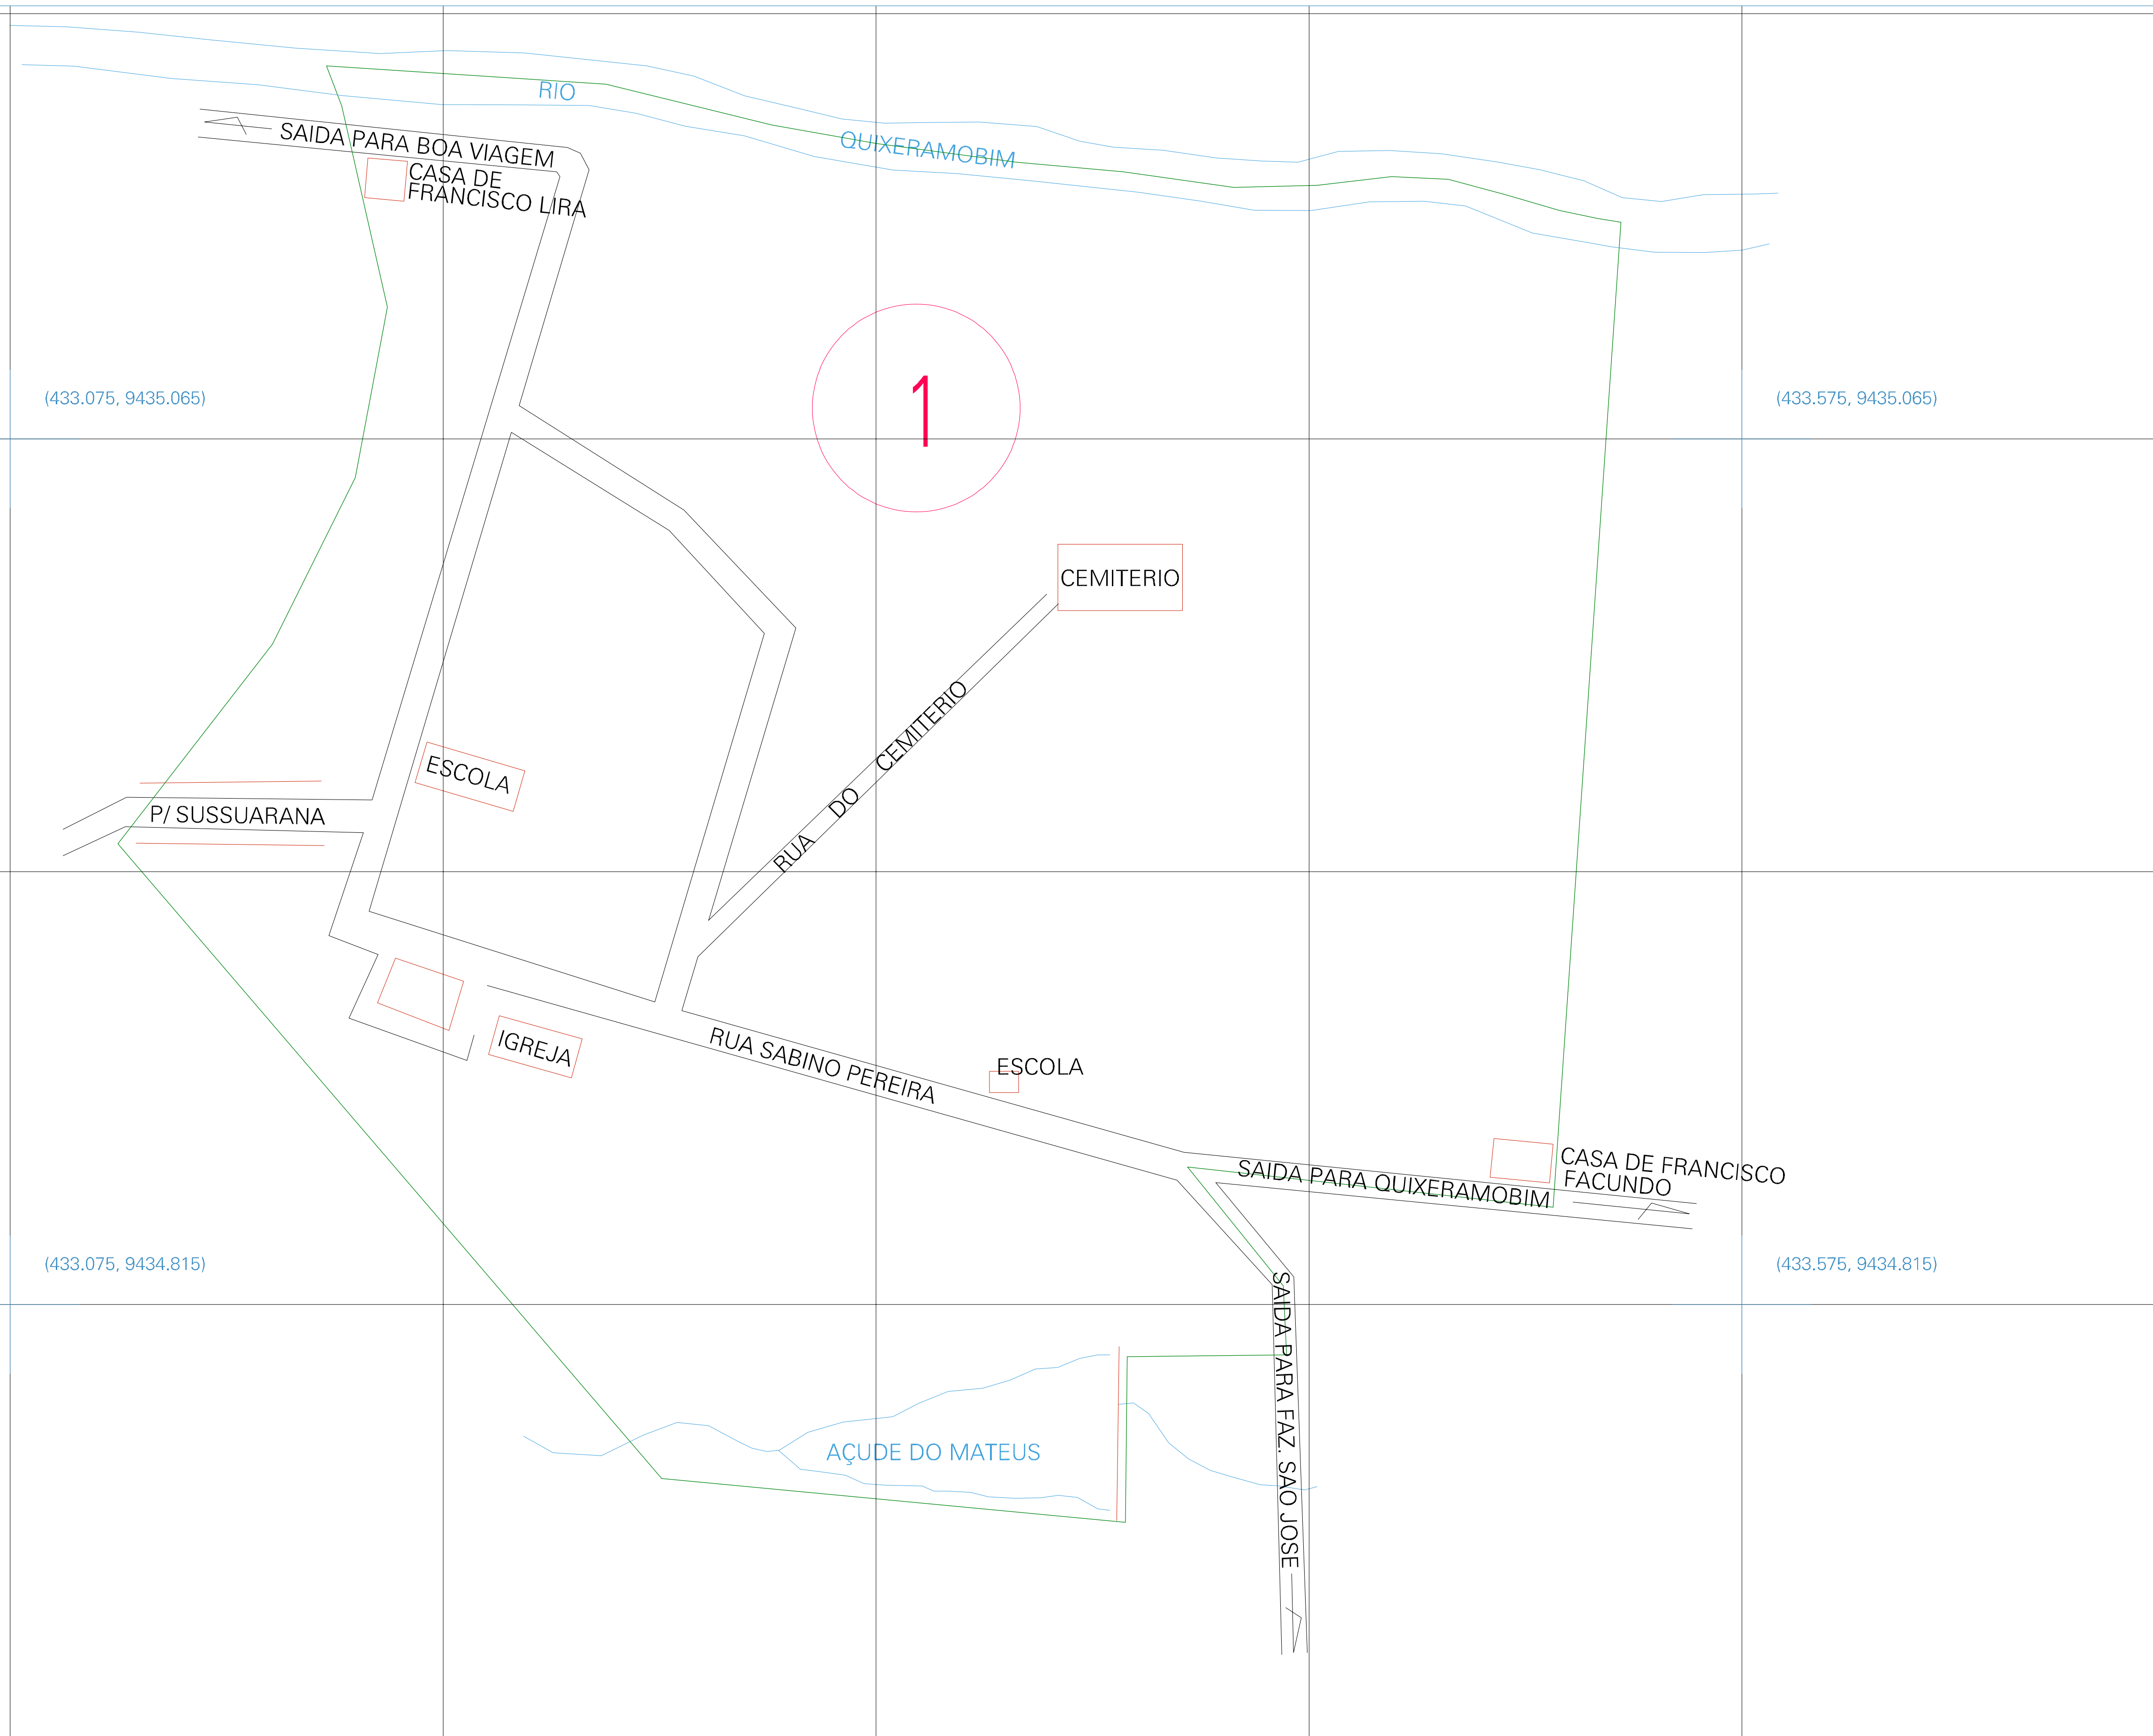 RIO
SAIDA PARA BOA VIAGEM
QUIXERAMOBIM
CASA DE
FRANCISCO LIRA
(433.075, 9435.065)
1
(433.575, 9435.065)
CEMITERIO
ESCOLA
P/ SUSSUARANA
RUA DO CEMITERIO
IGREJA
RUA SABINO PEREIRA
ESCOLA
SAIDA PARA QUIXERAMOBIM
CASA DE FRANCISCO
FACUNDO
(433.075, 9434.815)
(433.575, 9434.815)
SAIDA PARA FAZ. SAO JOSE
AÇUDE DO MATEUS